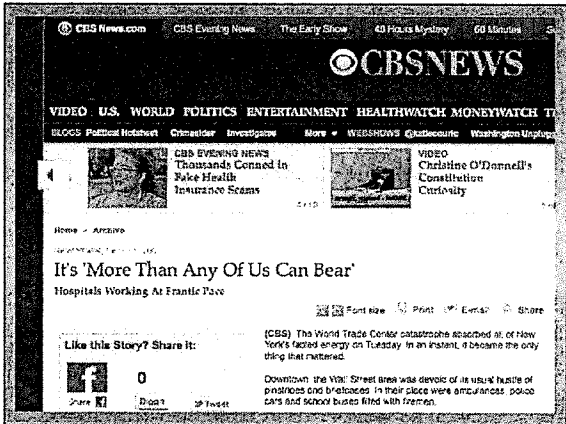 CBS News.com CBS Evening News The Early Show 48 Hours Mystery 60 Minutes
CBSNEWS
VIDEO U.S. WORLD POLITICS ENTERTAINMENT HEALTHWATCH MONEYWATCH
BLOGS Political Hotsheet Crimesider Investigates More WEBSHOWS @katiecouric Washington Unplugg
CBS EVENING NEWS
Thousands Conned in
Fake Health
Insurance Scams
VIDEO
Christine O'Donnell's
Constitution
Curiosity
Home > Archive
It's 'More Than Any Of Us Can Bear'
Hospitals Working At Frantic Pace
Font size Print E-mail Share
Like this Story? Share it:
0
Share Digg Tweet
(CBS) The World Trade Center catastrophe absorbed all of New
York's fabled energy on Tuesday. In an instant, it became the only
thing that mattered.
Downtown, the Wall Street area was devoid of its usual hustle of
pinstripes and briefcases. In their place were ambulances, police
cars and school buses filled with firemen.